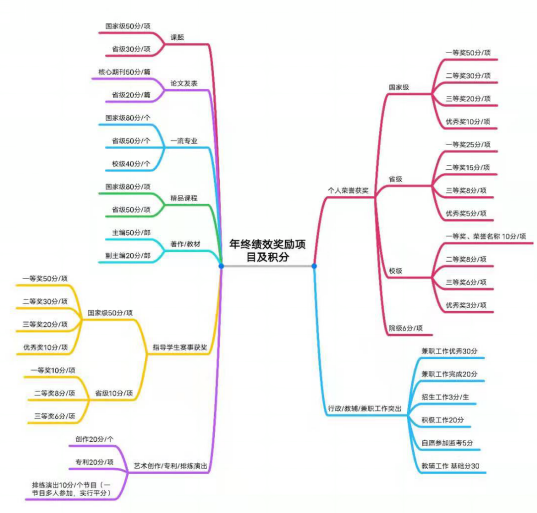 年终绩效奖励项
目及积分
课题
国家级50分/项
省级30分/项
论文发表
核心期刊50分/篇
省级20分/篇
一流专业
国家级80分/个
省级50分/个
校级40分/个
精品课程
国家级80分/项
省级50分/项
著作/教材
主编50分/部
副主编20分/部
指导学生赛事获奖
国家级50分/项
一等奖50分/项
二等奖30分/项
三等奖20分/项
优秀奖10分/项
省级10分/项
一等奖10分/项
二等奖8分/项
三等奖6分/项
艺术创作/专利/排练演出
创作20分/个
专利20分/项
排练演出10分/个节目（一
节目多人参加，实行平分）
个人荣誉获奖
国家级
一等奖50分/项
二等奖30分/项
三等奖20分/项
优秀奖10分/项
省级
一等奖25分/项
二等奖15分/项
三等奖8分/项
优秀奖5分/项
校级
一等奖、荣誉名称 10分/项
二等奖8分/项
三等奖6分/项
优秀奖3分/项
院级6分/项
行政/教辅/兼职工作突出
兼职工作优秀30分
兼职工作完成20分
招生工作3分/生
积极工作20分
自愿参加监考5分
教辅工作 基础分30